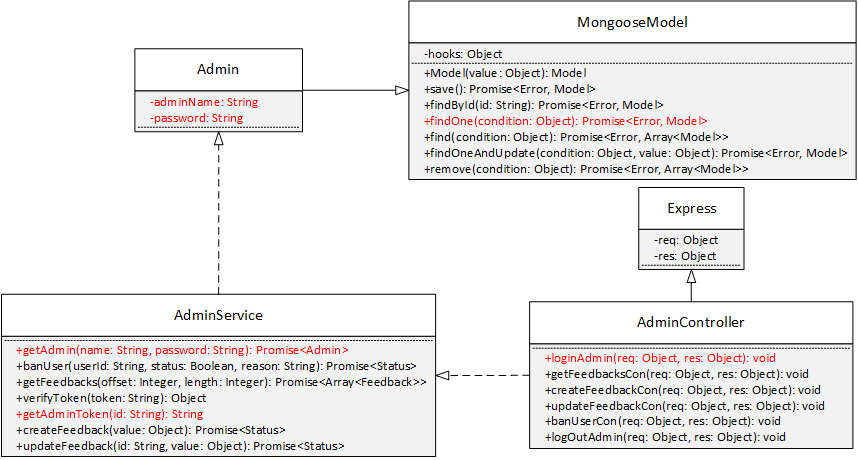 MongooseModel
-hooks: Object
+Model(value: Object): Model
+save(): Promise<Error, Model>
+findById(id: String): Promise<Error, Model>
+findOne(condition: Object): Promise<Error, Model>
+find(condition: Object): Promise<Error, Array<Model>>
+findOneAndUpdate(condition: Object, value: Object): Promise<Error, Model>
+remove(condition: Object): Promise<Error, Array<Model>>
Admin
-adminName: String
-password: String
Express
-req: Object
-res: Object
AdminService
+getAdmin(name: String, password: String): Promise<Admin>
+banUser(userId: String, status: Boolean, reason: String): Promise<Status>
+getFeedbacks(offset: Integer, length: Integer): Promise<Array<Feedback>>
+verifyToken(token: String): Object
+getAdminToken(id: String): String
+createFeedback(value: Object): Promise<Status>
+updateFeedback(id: String, value: Object): Promise<Status>
AdminController
+loginAdmin(req: Object, res: Object): void
+getFeedbacksCon(req: Object, res: Object): void
+createFeedbackCon(req: Object, res: Object): void
+updateFeedbackCon(req: Object, res: Object): void
+banUserCon(req: Object, res: Object): void
+logOutAdmin(req: Object, res: Object): void